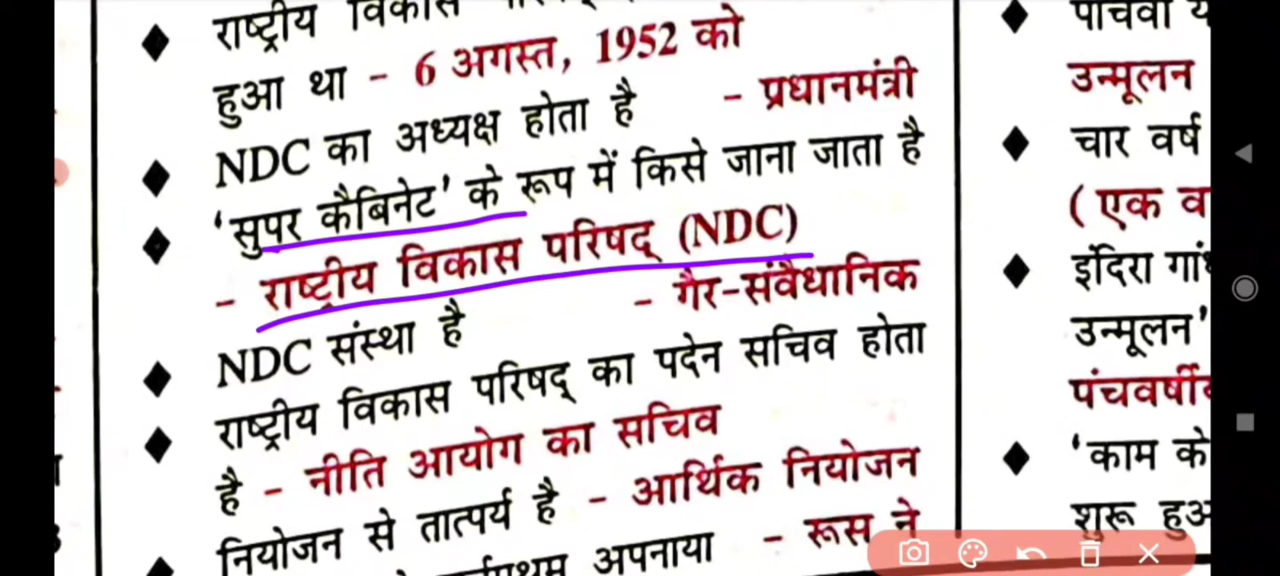 राष्ट्रीय विकास
हुआ था - 6 अगस्त, 1952 को
NDC का अध्यक्ष होता है - प्रधानमंत्री
'सुपर कैबिनेट' के रूप में किसे जाना जाता है
- राष्ट्रीय विकास परिषद् (NDC)
NDC संस्था है - गैर-संवैधानिक
राष्ट्रीय विकास परिषद् का पदेन सचिव होता
है - नीति आयोग का सचिव
नियोजन से तात्पर्य है - आर्थिक नियोजन
अपनाया - रूस ने
पाँचवी
उन्मूलन
चार वर्ष
( एक
इंदिरा
उन्मूलन'
'काम के
शुरू